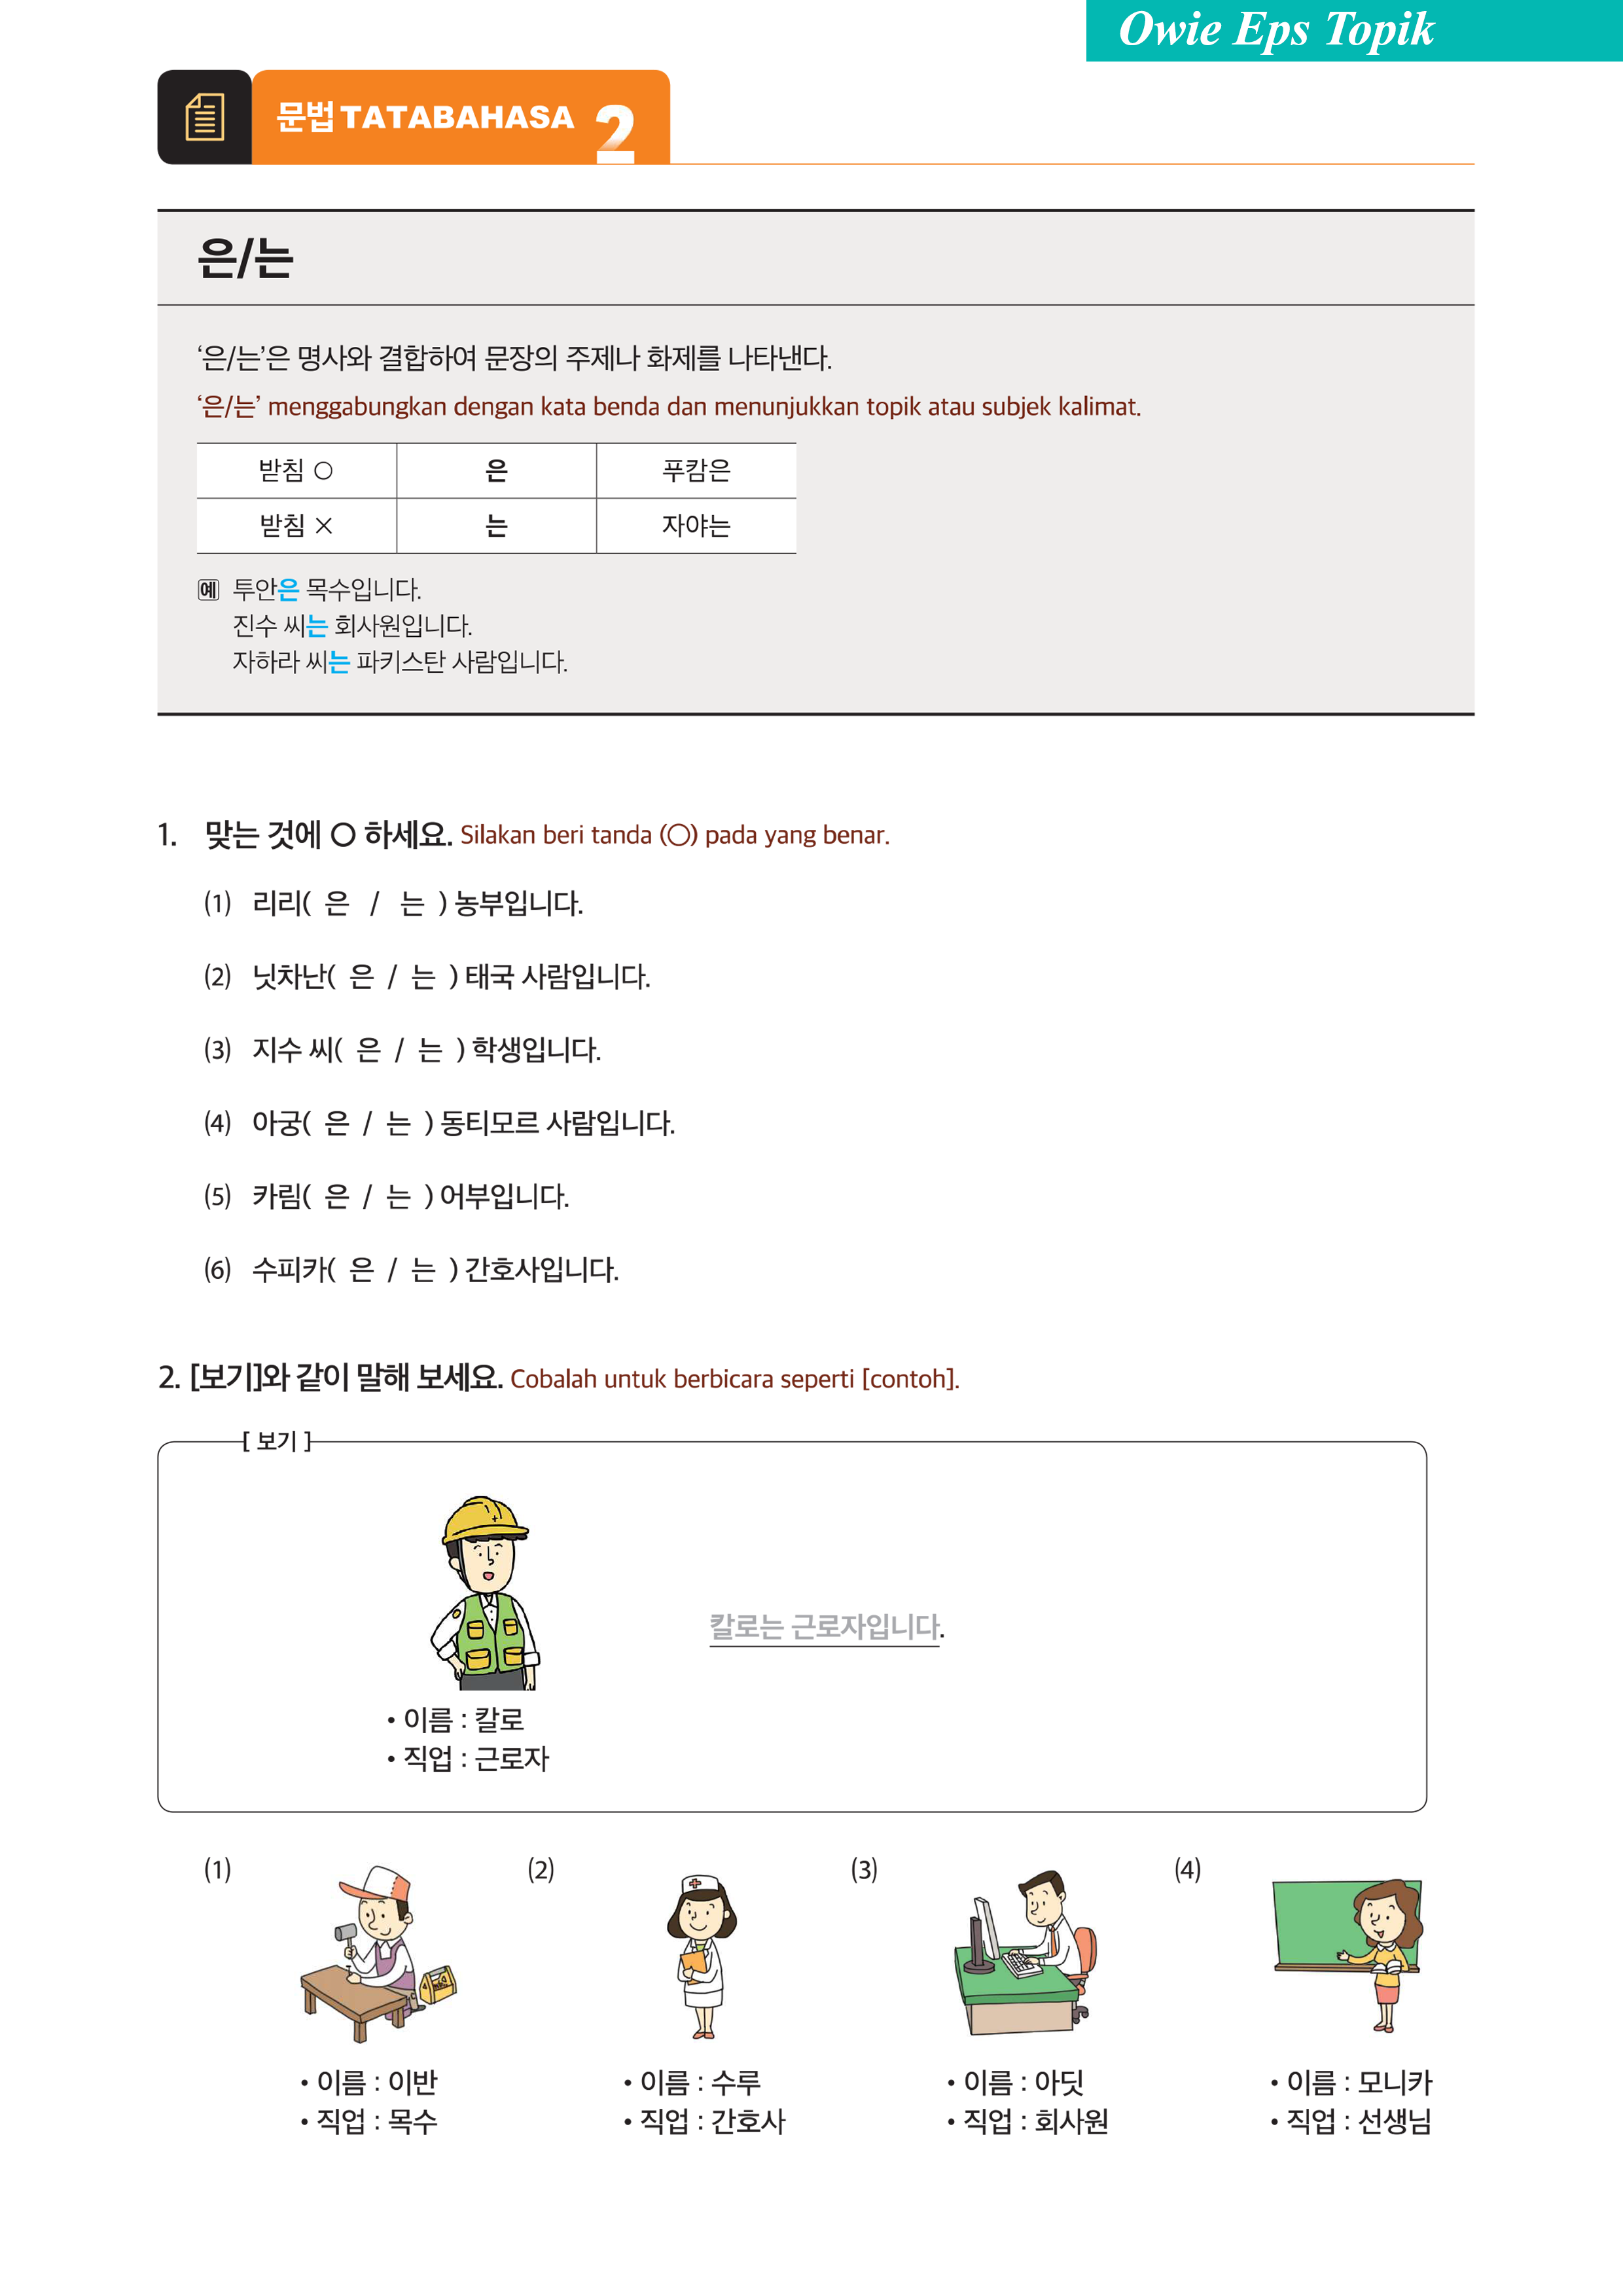 Owie Eps Topik
문법 TATABAHASA 2
은/는
‘은/는’은 명사와 결합하여 문장의 주제나 화제를 나타낸다.
‘은/는’ menggabungkan dengan kata benda dan menunjukkan topik atau subjek kalimat.
받침 ○ 은 푸캄은
받침 × 는 자야는
예 투안은 목수입니다.
진수 씨는 회사원입니다.
자하라 씨는 파키스탄 사람입니다.
1. 맞는 것에 ○ 하세요. Silakan beri tanda (○) pada yang benar.
(1) 리리( 은 / 는 ) 농부입니다.
(2) 닛차난( 은 / 는 ) 태국 사람입니다.
(3) 지수 씨( 은 / 는 ) 학생입니다.
(4) 아궁( 은 / 는 ) 동티모르 사람입니다.
(5) 카림( 은 / 는 ) 어부입니다.
(6) 수피카( 은 / 는 ) 간호사입니다.
2. [보기]와 같이 말해 보세요. Cobalah untuk berbicara seperti [contoh].
[ 보기 ]
칼로는 근로자입니다.
• 이름 : 칼로
• 직업 : 근로자
(1) (2) (3) (4)
• 이름 : 이반 • 이름 : 수루 • 이름 : 아딧 • 이름 : 모니카
• 직업 : 목수 • 직업 : 간호사 • 직업 : 회사원 • 직업 : 선생님